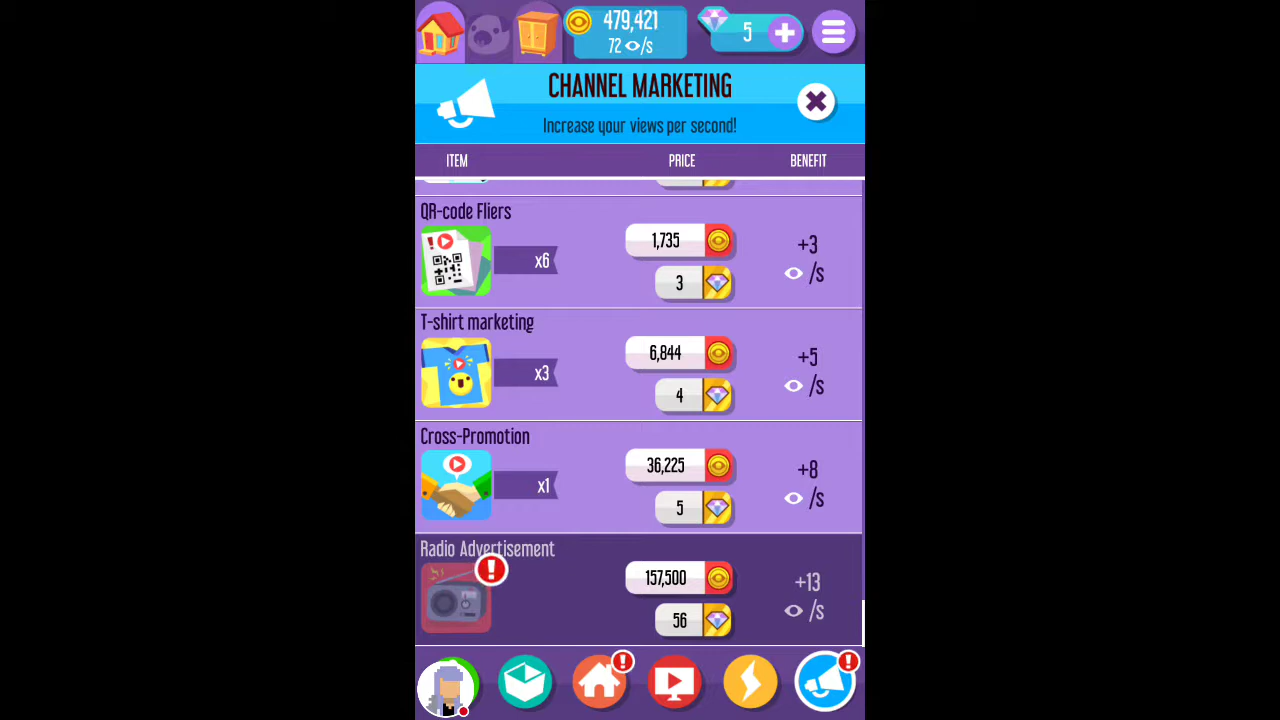 479,421
72 /s
5
CHANNEL MARKETING
Increase your views per second!
ITEM PRICE BENEFIT
QR-code Fliers
x6 1,735 +3
3 /s
T-shirt marketing
x3 6,844 +5
4 /s
Cross-Promotion
x1 36,225 +8
5 /s
Radio Advertisement
! 157,500 +13
56 /s
! !